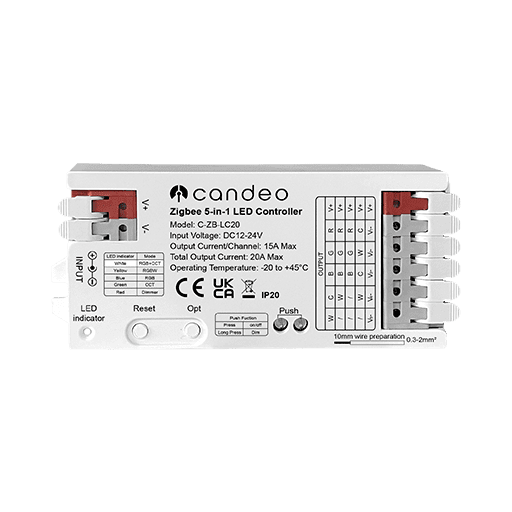 candeo
Zigbee 5-in-1 LED Controller
Model: C-ZB-LC20
Input Voltage: DC12-24V
Output Current/Channel: 15A Max
Total Output Current: 20A Max
Operating Temperature: -20 to +45°C
CE UK CA IP20
V+
V-
INPUT
LED indicator Mode
White RGB+CCT
Yellow RGBW
Blue RGB
Green CCT
Red Dimmer
LED
indicator
Reset
Opt
Push Fuction
Press on/off
Long Press Dim
Push
OUTPUT
V+ V+ V+ V+ V+
R R R / V-
G G G / V-
B B B / V-
C W / C V-
W / / W V-
10mm wire preparation
0.3-2mm²